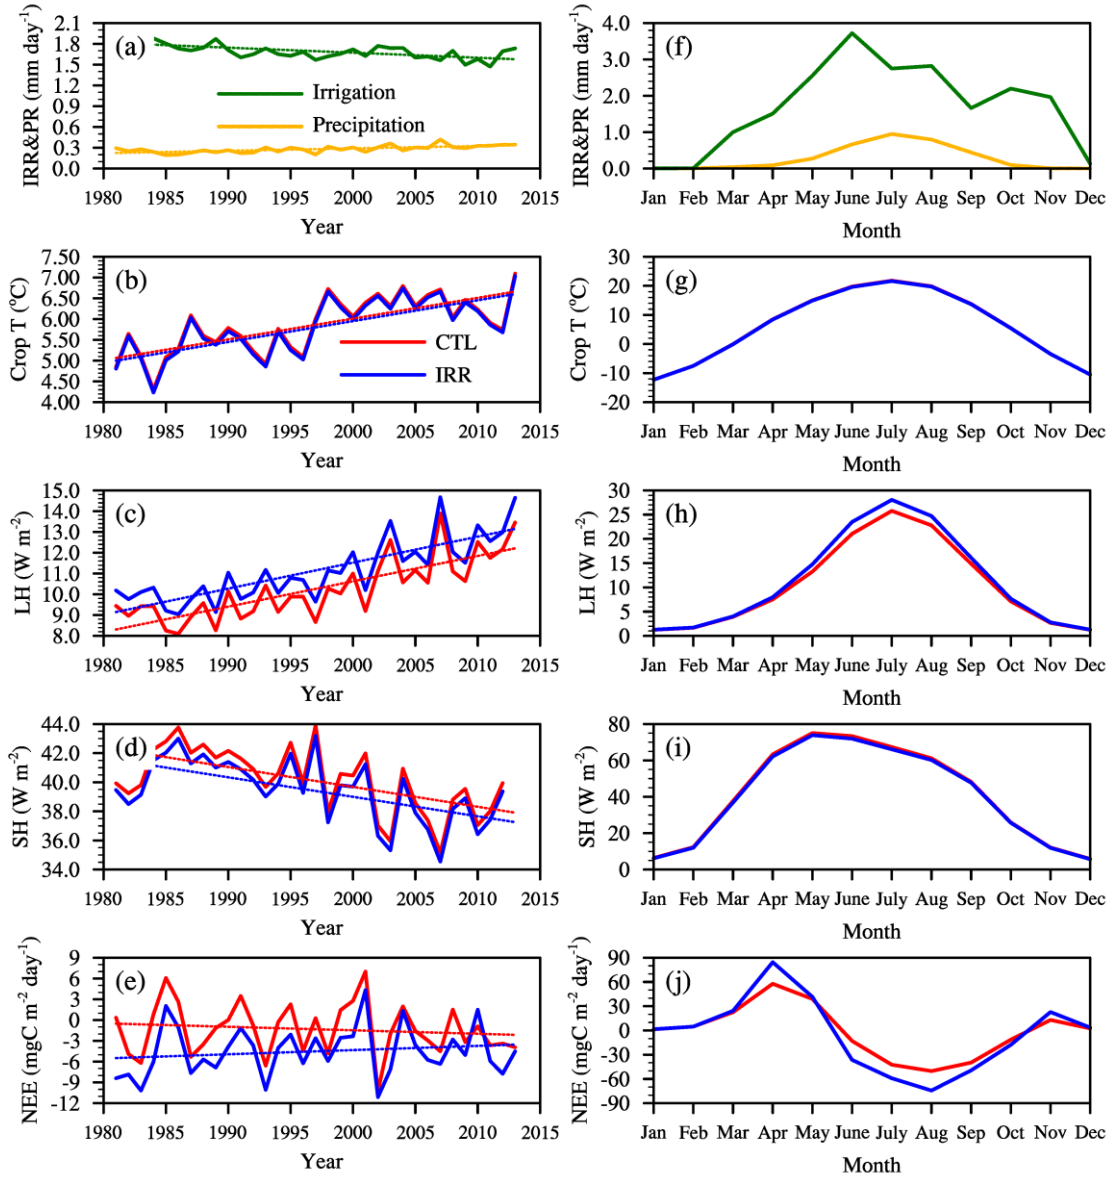 IRR&PR (mm day-1)
2.1
1.8
1.5
1.2
0.9
0.6
0.3
0.0
(a)
Irrigation
Precipitation
1980 1985 1990 1995 2000 2005 2010 2015
Year
IRR&PR (mm day-1)
4.0
3.0
2.0
1.0
0.0
(f)
Jan Feb Mar Apr May June July Aug Sep Oct Nov Dec
Month
Crop T (oC)
7.50
7.00
6.50
6.00
5.50
5.00
4.50
4.00
(b)
CTL
IRR
1980 1985 1990 1995 2000 2005 2010 2015
Year
Crop T (oC)
30
20
10
0
-10
-20
(g)
Jan Feb Mar Apr May June July Aug Sep Oct Nov Dec
Month
LH (W m-2)
15.0
14.0
13.0
12.0
11.0
10.0
9.0
8.0
(c)
1980 1985 1990 1995 2000 2005 2010 2015
Year
LH (W m-2)
30
25
20
15
10
5
0
(h)
Jan Feb Mar Apr May June July Aug Sep Oct Nov Dec
Month
SH (W m-2)
44.0
42.0
40.0
38.0
36.0
34.0
(d)
1980 1985 1990 1995 2000 2005 2010 2015
Year
SH (W m-2)
80
60
40
20
0
(i)
Jan Feb Mar Apr May June July Aug Sep Oct Nov Dec
Month
NEE (mgC m-2 day-1)
9
6
3
0
-3
-6
-9
-12
(e)
1980 1985 1990 1995 2000 2005 2010 2015
Year
NEE (mgC m-2 day-1)
90
60
30
0
-30
-60
-90
(j)
Jan Feb Mar Apr May June July Aug Sep Oct Nov Dec
Month